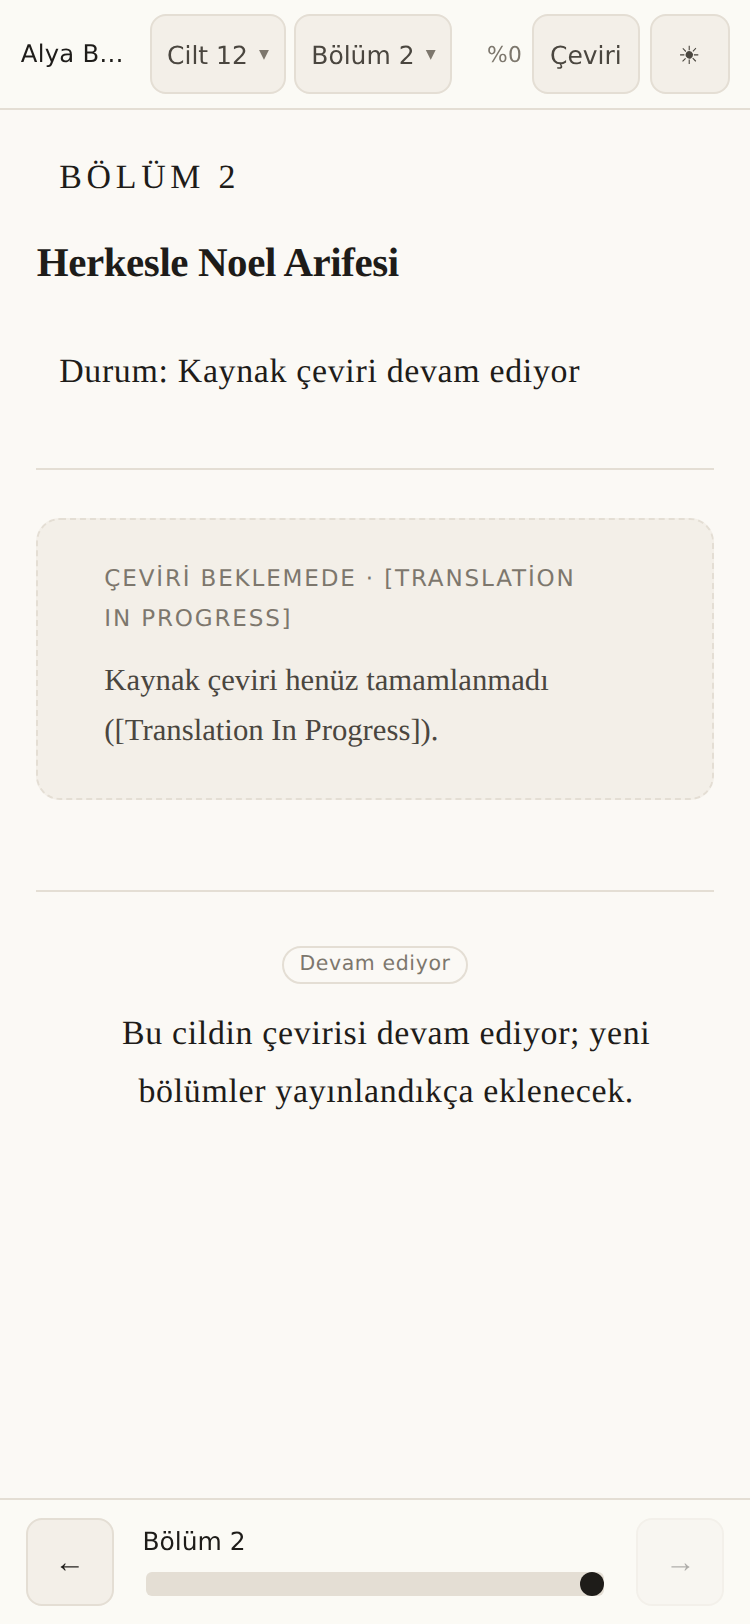 Alya B...
Cilt 12 ▼
Bölüm 2 ▼
%0
Çeviri
☀
BÖLÜM 2
Herkesle Noel Arifesi
Durum: Kaynak çeviri devam ediyor
ÇEVİRİ BEKLEMEDE · [TRANSLATİON
IN PROGRESS]
Kaynak çeviri henüz tamamlanmadı
([Translation In Progress]).
Devam ediyor
Bu cildin çevirisi devam ediyor; yeni
bölümler yayınlandıkça eklenecek.
←
Bölüm 2
→